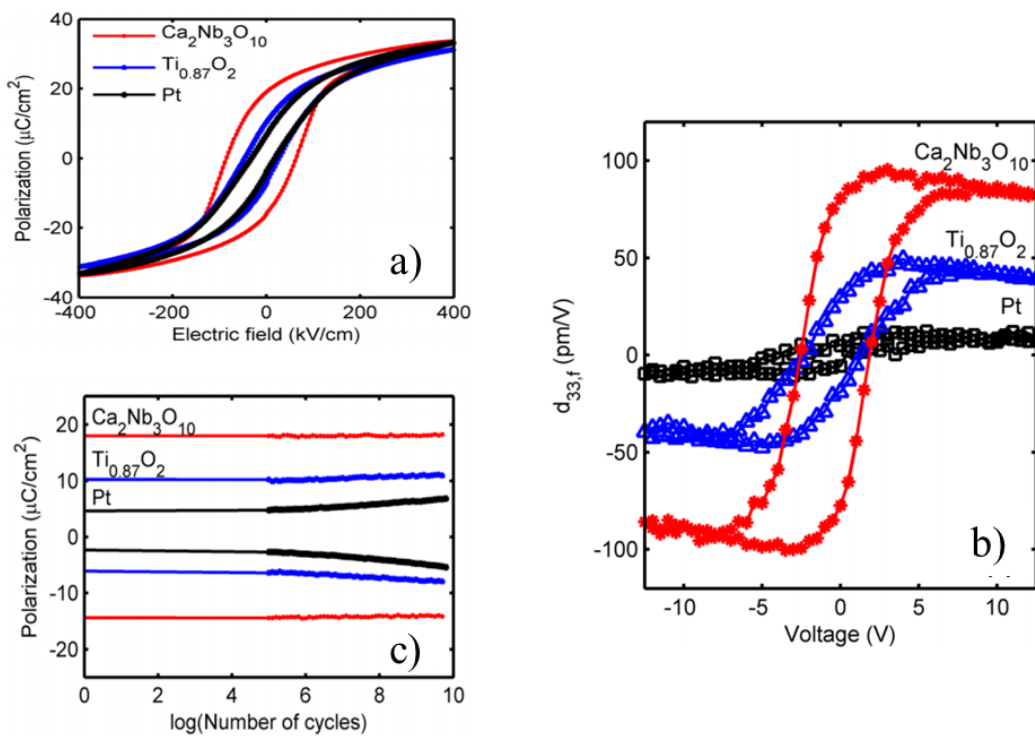 40
20
0
-20
-40
Polarization (μC/cm²)
Ca₂Nb₃O₁₀
Ti₀.₈₇O₂
Pt
a)
-400
-200
0
200
400
Electric field (kV/cm)
100
50
0
-50
-100
d₃₃,f (pm/V)
Ca₂Nb₃O₁₀
Ti₀.₈₇O₂
Pt
b)
-10
-5
0
5
10
Voltage (V)
20
10
0
-10
-20
Polarization (μC/cm²)
Ca₂Nb₃O₁₀
Ti₀.₈₇O₂
Pt
c)
0
2
4
6
8
10
log(Number of cycles)